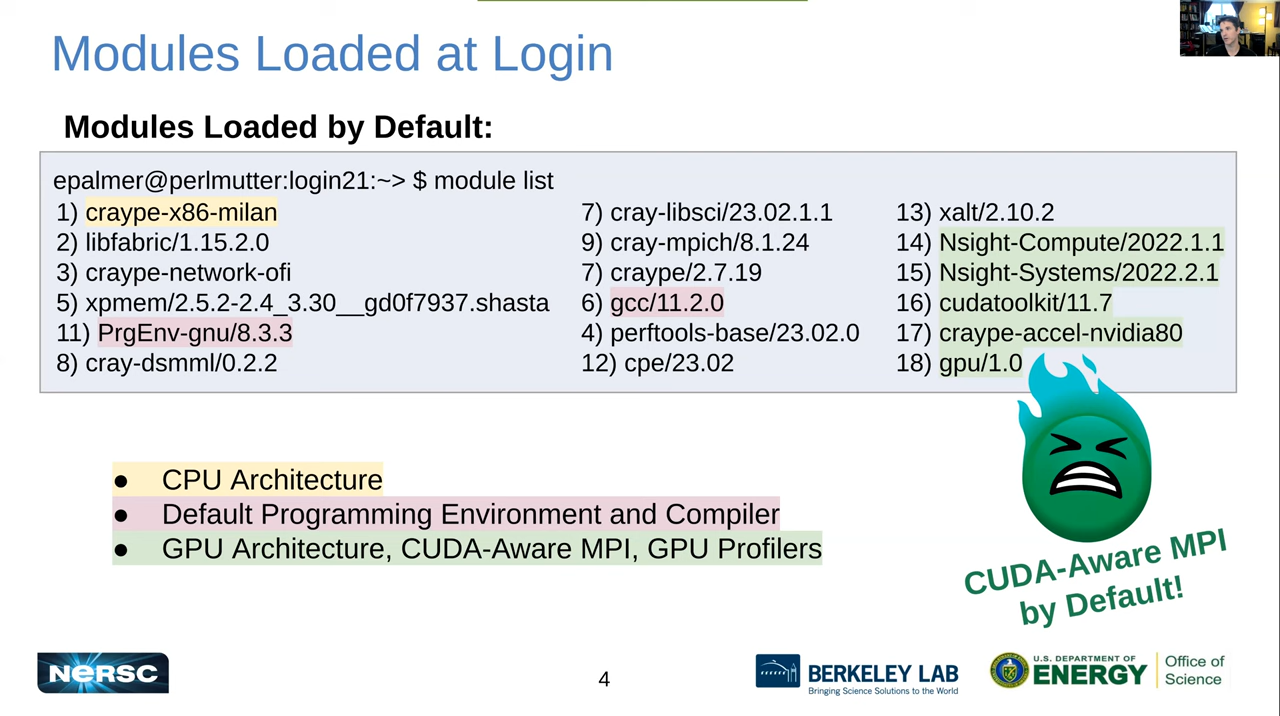 Modules Loaded at Login
Modules Loaded by Default:
epalmer@perlmutter:login21:~> $ module list
1) craype-x86-milan
2) libfabric/1.15.2.0
3) craype-network-ofi
5) xpmem/2.5.2-2.4_3.30__gd0f7937.shasta
11) PrgEnv-gnu/8.3.3
8) cray-dsmml/0.2.2
7) cray-libsci/23.02.1.1
9) cray-mpich/8.1.24
7) craype/2.7.19
6) gcc/11.2.0
4) perftools-base/23.02.0
12) cpe/23.02
13) xalt/2.10.2
14) Nsight-Compute/2022.1.1
15) Nsight-Systems/2022.2.1
16) cudatoolkit/11.7
17) craype-accel-nvidia80
18) gpu/1.0
● CPU Architecture
● Default Programming Environment and Compiler
● GPU Architecture, CUDA-Aware MPI, GPU Profilers
CUDA-Aware MPI
by Default!
NERSC
4
BERKELEY LAB
Bringing Science Solutions to the World
U.S. DEPARTMENT OF
ENERGY
Office of
Science